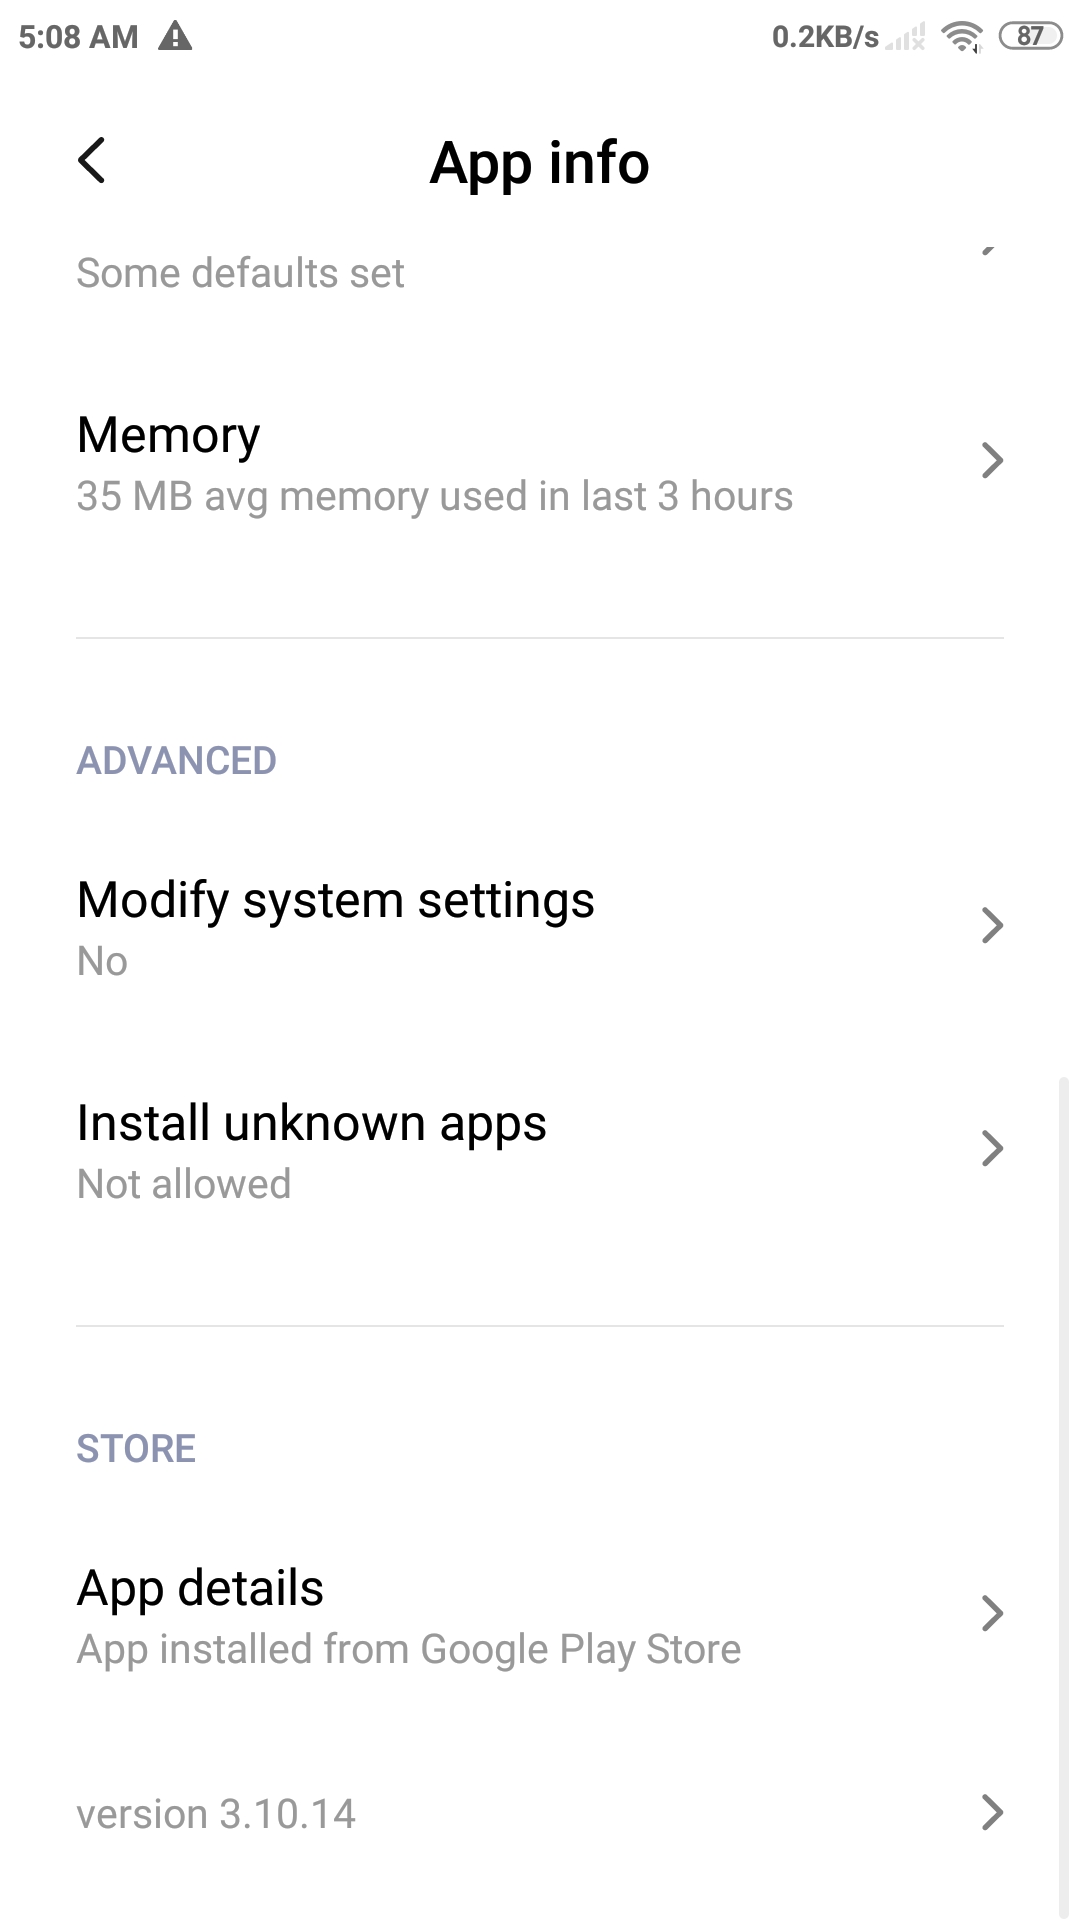 5:08 AM 0.2KB/s 87
App info
Some defaults set
Memory
35 MB avg memory used in last 3 hours
ADVANCED
Modify system settings
No
Install unknown apps
Not allowed
STORE
App details
App installed from Google Play Store
version 3.10.14